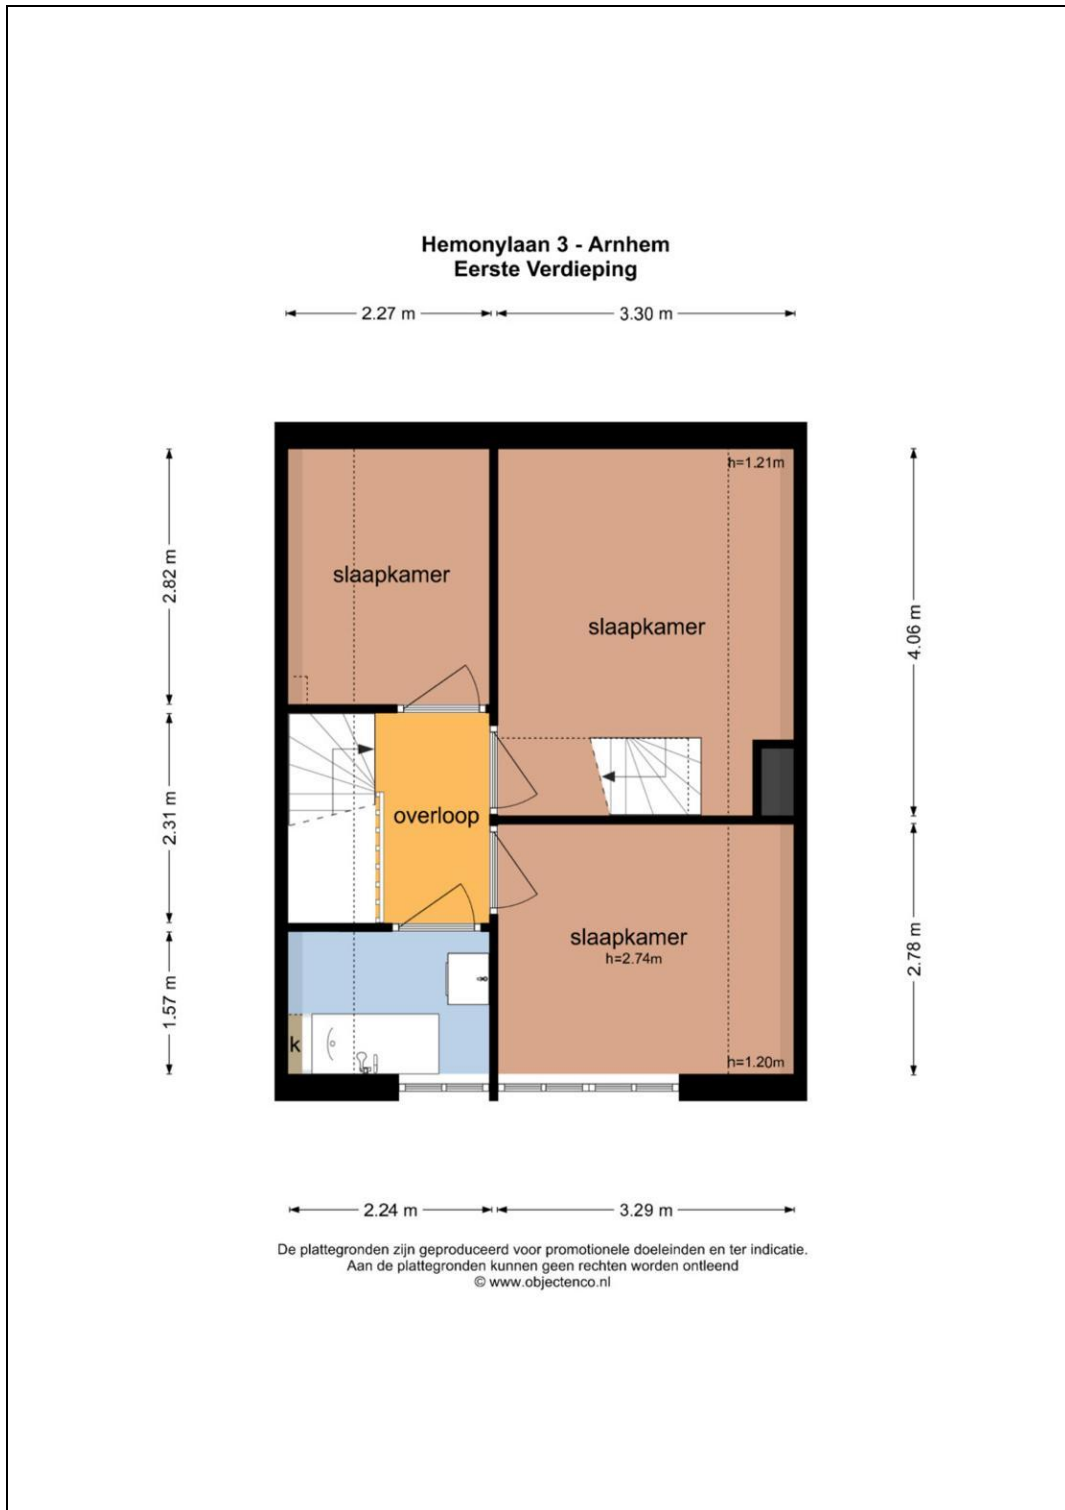 Hemonylaan 3 - Arnhem
Eerste Verdieping
2.27 m
3.30 m
h=1.21m
2.82 m
slaapkamer
slaapkamer
4.06 m
2.31 m
overloop
slaapkamer
h=2.74m
2.78 m
1.57 m
k
h=1.20m
2.24 m
3.29 m
De plattegronden zijn geproduceerd voor promotionele doeleinden en ter indicatie.
Aan de plattegronden kunnen geen rechten worden ontleend
© www.objectenco.nl